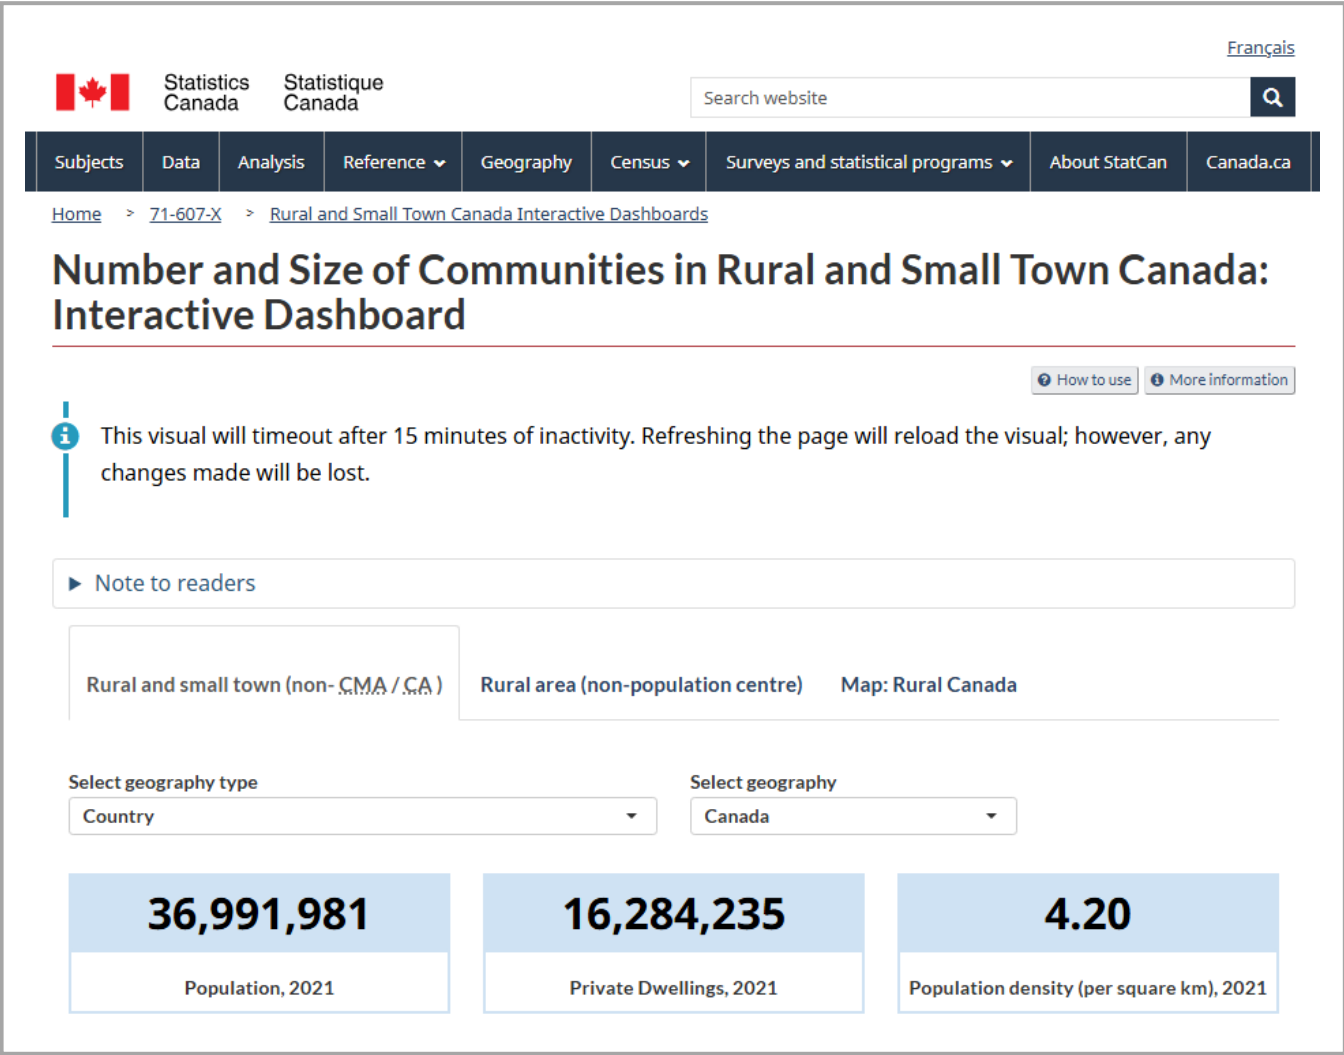 Français
Statistics Canada
Statistique Canada
Search website
Subjects
Data
Analysis
Reference
Geography
Census
Surveys and statistical programs
About StatCan
Canada.ca
Home > 71-607-X > Rural and Small Town Canada Interactive Dashboards
Number and Size of Communities in Rural and Small Town Canada:
Interactive Dashboard
How to use
More information
This visual will timeout after 15 minutes of inactivity. Refreshing the page will reload the visual; however, any
changes made will be lost.
Note to readers
Rural and small town (non- CMA / CA )
Rural area (non-population centre)
Map: Rural Canada
Select geography type
Country
Select geography
Canada
36,991,981
Population, 2021
16,284,235
Private Dwellings, 2021
4.20
Population density (per square km), 2021